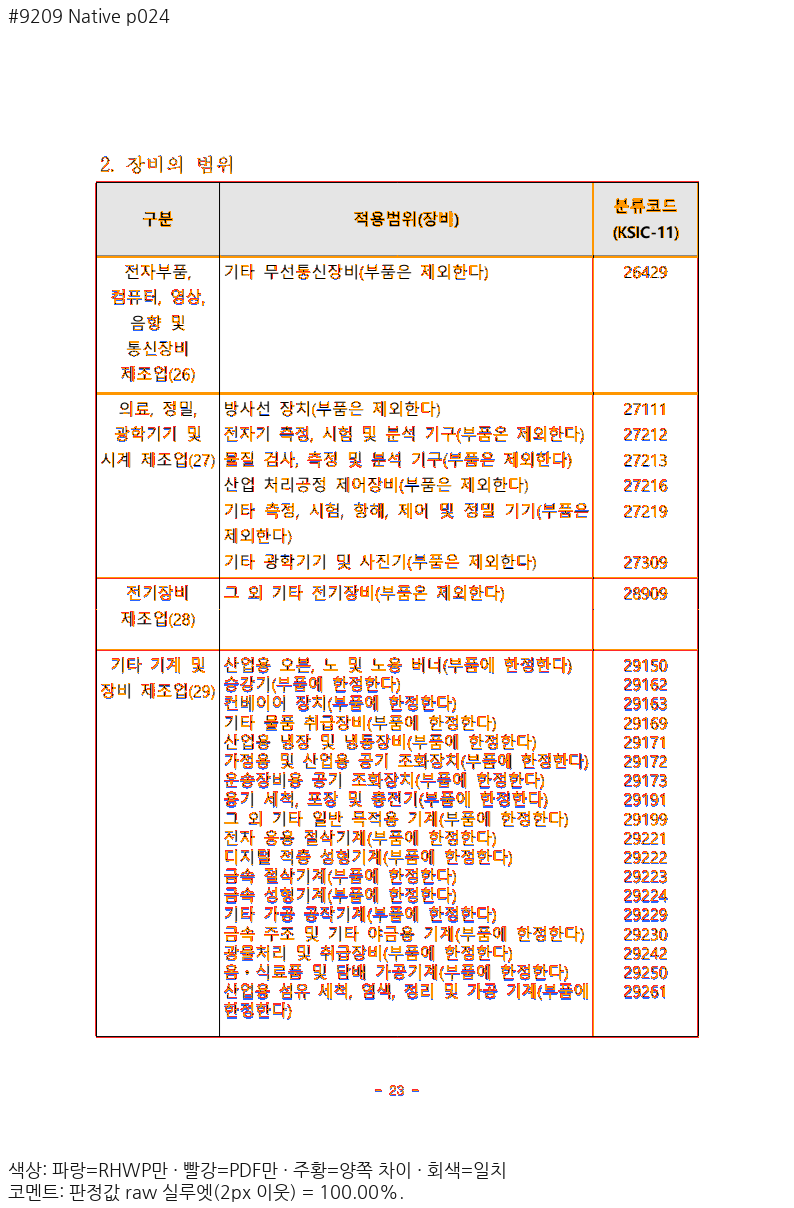 #9209 Native p024
2. 장비의 범위
구분
적용범위(장비)
분류코드
(KSIC-11)
전자부품,
컴퓨터, 영상,
음향 및
통신장비
제조업(26)
기타 무선통신장비(부품은 제외한다)
26429
의료, 정밀,
광학기기 및
시계 제조업(27)
방사선 장치(부품은 제외한다)
27111
전자기 측정, 시험 및 분석 기구(부품은 제외한다)
27212
물질 검사, 측정 및 분석 기구(부품은 제외한다)
27213
산업 처리공정 제어장비(부품은 제외한다)
27216
기타 측정, 시험, 항해, 제어 및 정밀 기기(부품은
제외한다)
27219
기타 광학기기 및 사진기(부품은 제외한다)
27309
전기장비
제조업(28)
그 외 기타 전기장비(부품은 제외한다)
28909
기타 기계 및
장비 제조업(29)
산업용 오븐, 노 및 노용 버너(부품에 한정한다)
29150
승강기(부품에 한정한다)
29162
컨베이어 장치(부품에 한정한다)
29163
기타 물품 취급장비(부품에 한정한다)
29169
산업용 냉장 및 냉동장비(부품에 한정한다)
29171
가정용 및 산업용 공기 조화장치(부품에 한정한다)
29172
운송장비용 공기 조화장치(부품에 한정한다)
29173
용기 세척, 포장 및 충전기(부품에 한정한다)
29191
그 외 기타 일반 목적용 기계(부품에 한정한다)
29199
전자 응용 절삭기계(부품에 한정한다)
29221
디지털 적층 성형기계(부품에 한정한다)
29222
금속 절삭기계(부품에 한정한다)
29223
금속 성형기계(부품에 한정한다)
29224
기타 가공 공작기계(부품에 한정한다)
29229
금속 주조 및 기타 야금용 기계(부품에 한정한다)
29230
광물처리 및 취급장비(부품에 한정한다)
29242
음·식료품 및 담배 가공기계(부품에 한정한다)
29250
산업용 섬유 세척, 염색, 정리 및 가공 기계(부품에
한정한다)
29261
- 23 -
색상: 파랑=RHWP만 · 빨강=PDF만 · 주황=양쪽 차이 · 회색=일치
코멘트: 판정값 raw 실루엣(2px 이웃) = 100.00%.